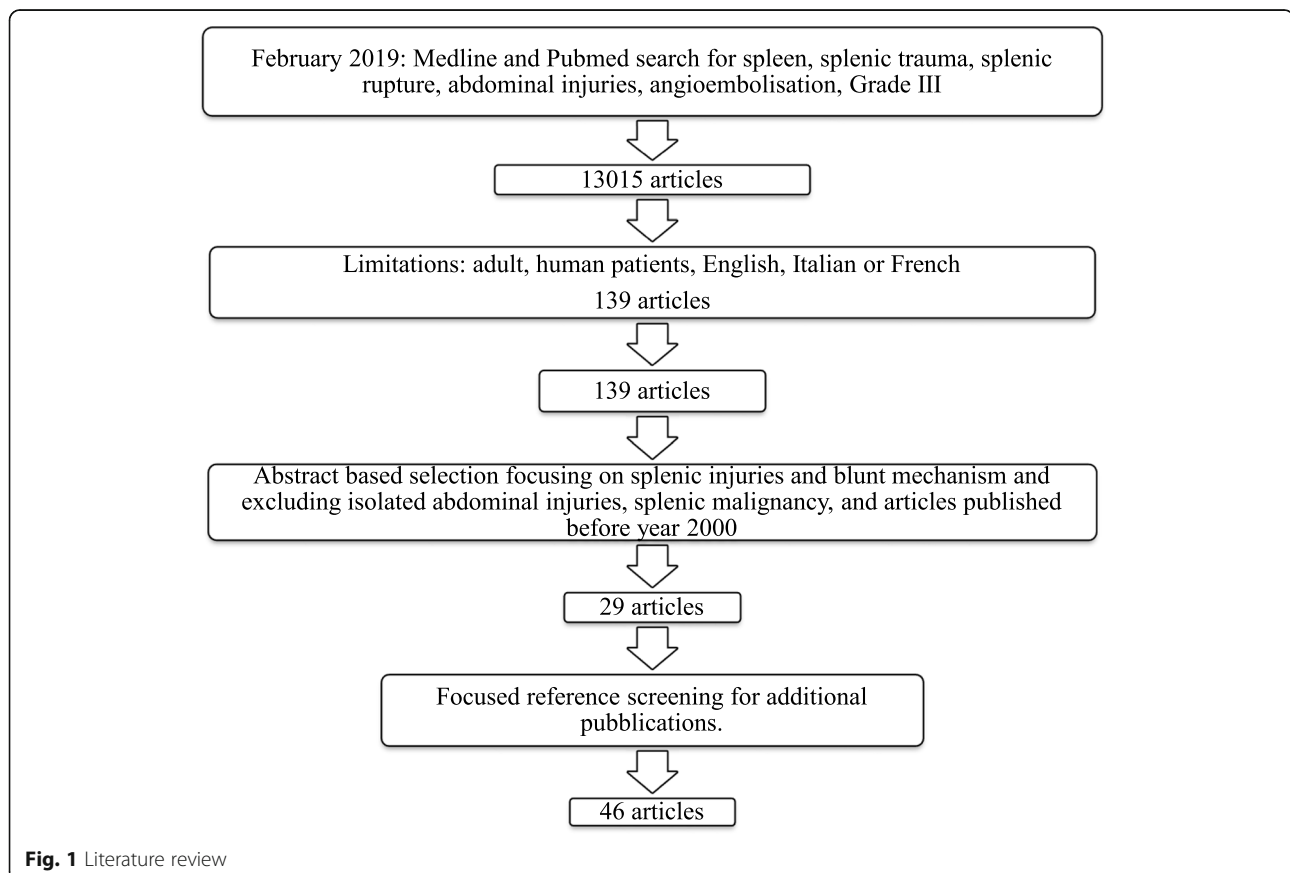 February 2019: Medline and Pubmed search for spleen, splenic trauma, splenic
rupture, abdominal injuries, angioembolisation, Grade III
13015 articles
Limitations: adult, human patients, English, Italian or French
139 articles
139 articles
Abstract based selection focusing on splenic injuries and blunt mechanism and
excluding isolated abdominal injuries, splenic malignancy, and articles published
before year 2000
29 articles
Focused reference screening for additional
pubblications.
46 articles
Fig. 1 Literature review